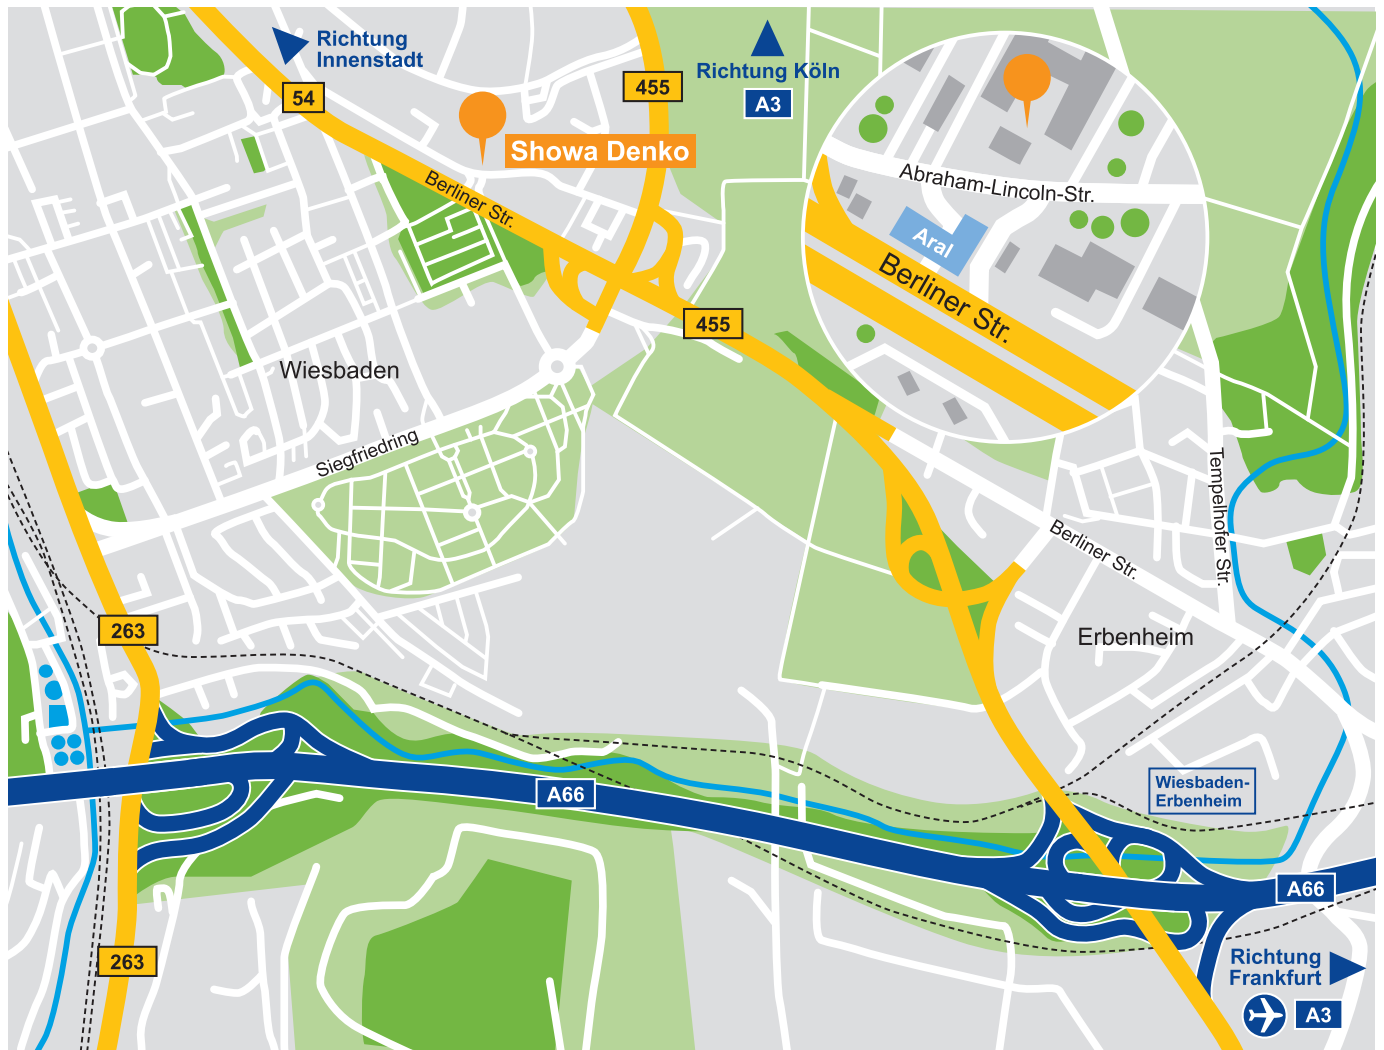 Richtung
Innenstadt
54
455
Richtung Köln
A3
Showa Denko
Berliner Str.
Abraham-Lincoln-Str.
Aral
Berliner Str.
455
Wiesbaden
Siegfriedring
Tempelhofer Str.
Berliner Str.
263
Erbenheim
A66
Wiesbaden-
Erbenheim
A66
263
Richtung
Frankfurt
A3